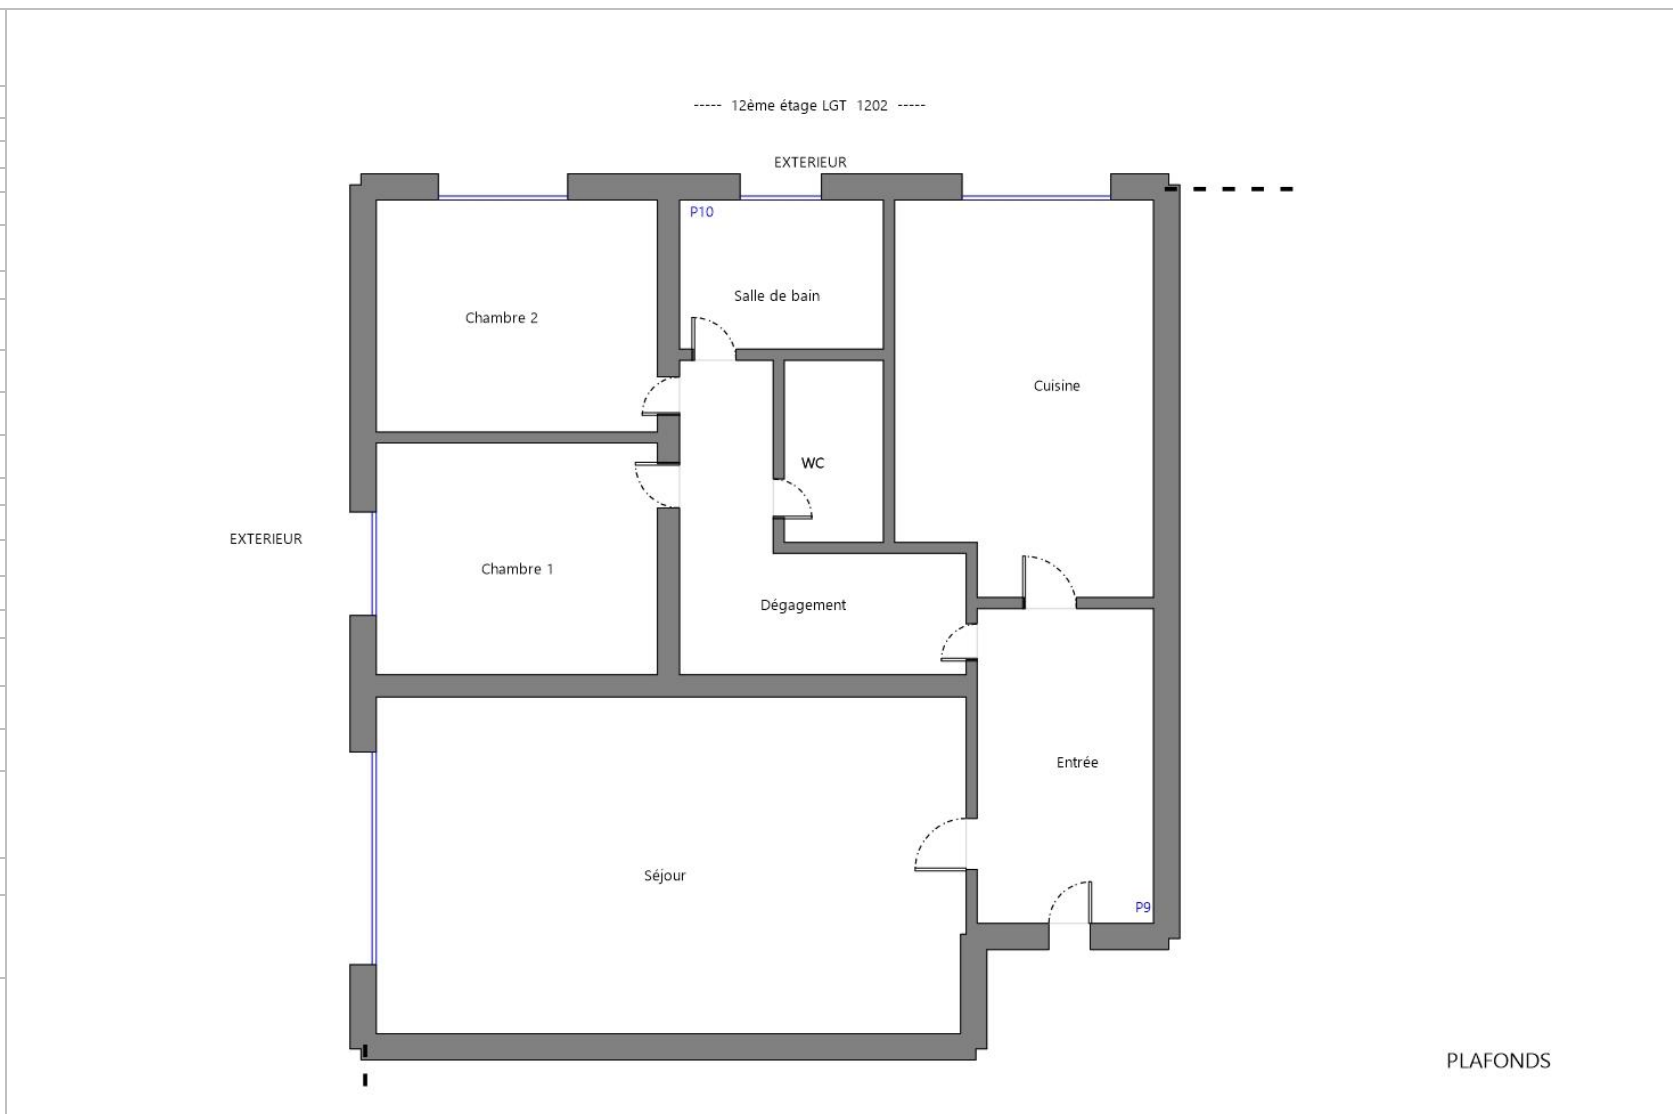 ----- 12ème étage LGT 1202 -----
EXTERIEUR
P10
Salle de bain
Chambre 2
Cuisine
WC
EXTERIEUR
Chambre 1
Dégagement
Entrée
Séjour
P9
PLAFONDS